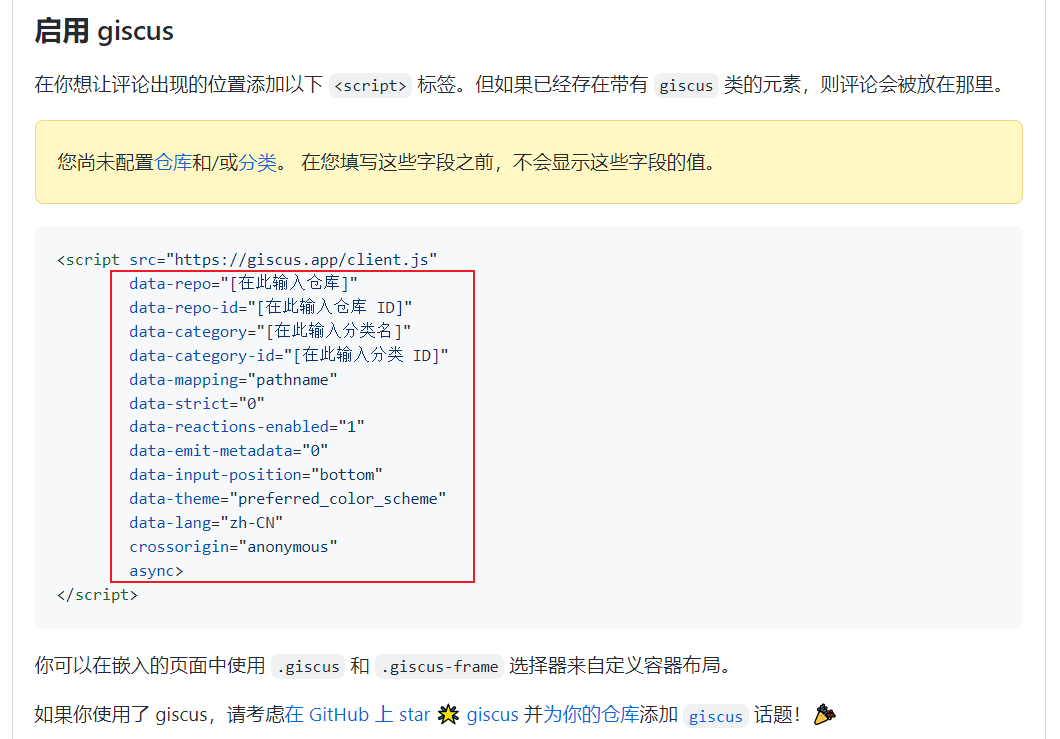 启用 giscus
在你想让评论出现的位置添加以下 <script> 标签。但如果已经存在带有 giscus 类的元素，则评论会被放在那里。
您尚未配置仓库和/或分类。 在您填写这些字段之前，不会显示这些字段的值。
<script src="https://giscus.app/client.js"
data-repo="[在此输入仓库]"
data-repo-id="[在此输入仓库 ID]"
data-category="[在此输入分类名]"
data-category-id="[在此输入分类 ID]"
data-mapping="pathname"
data-strict="0"
data-reactions-enabled="1"
data-emit-metadata="0"
data-input-position="bottom"
data-theme="preferred_color_scheme"
data-lang="zh-CN"
crossorigin="anonymous"
async>
</script>
你可以在嵌入的页面中使用 .giscus 和 .giscus-frame 选择器来自定义容器布局。
如果你使用了 giscus，请考虑在 GitHub 上 star 🌟 giscus 并为你的仓库添加 giscus 话题！🎉